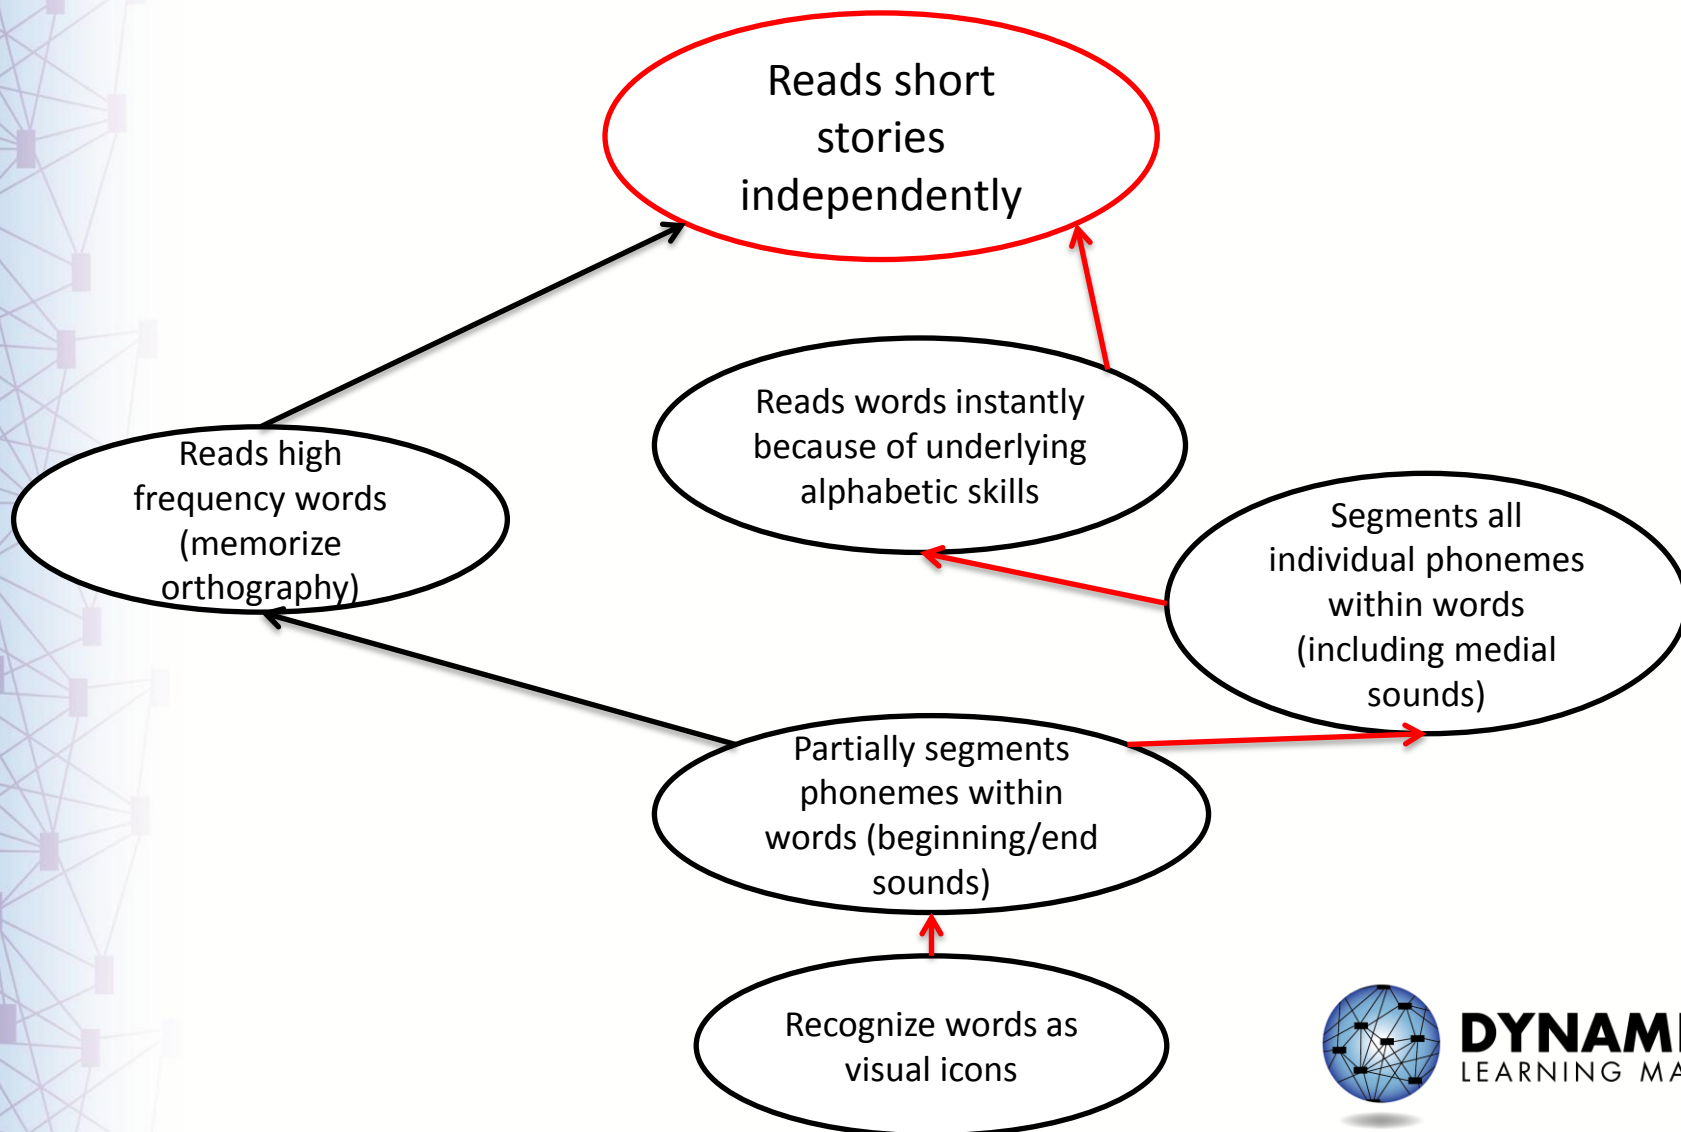 Reads short
stories
independently
Reads words instantly
because of underlying
alphabetic skills
Reads high
frequency words
(memorize
orthography)
Segments all
individual phonemes
within words
(including medial
sounds)
Partially segments
phonemes within
words (beginning/end
sounds)
Recognize words as
visual icons
DYNAMI
LEARNING MA